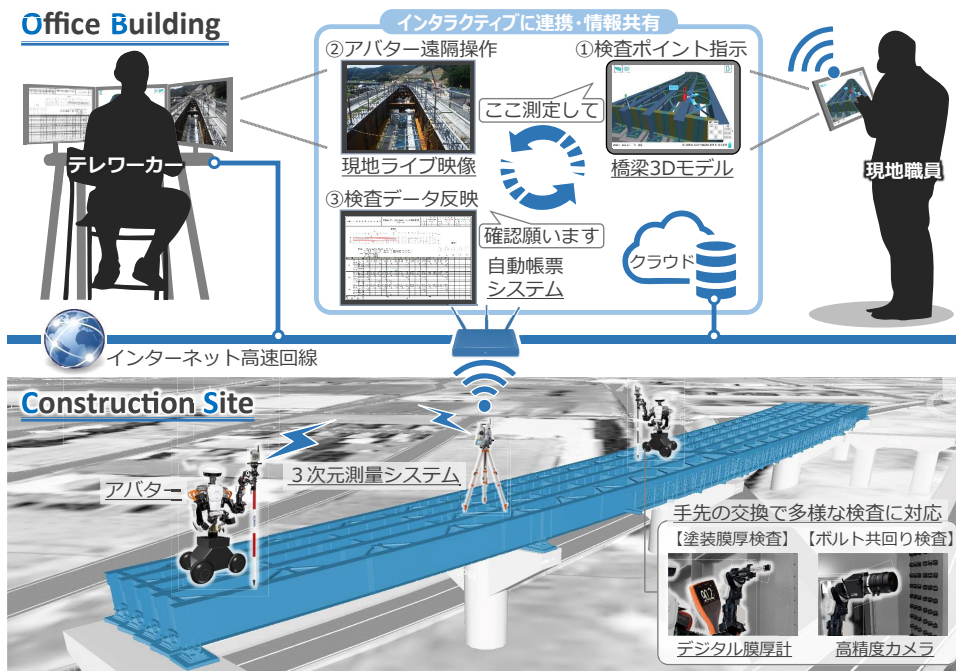 Office Building
インタラクティブに連携・情報共有
②アバター遠隔操作
①検査ポイント指示
ここ測定して
テレワーカー
現地ライブ映像
橋梁3Dモデル
現地職員
③検査データ反映
確認願います
自動帳票
システム
クラウド
インターネット高速回線
Construction Site
アバター
3次元測量システム
手先の交換で多様な検査に対応
【塗装膜厚検査】
【ボルト共回り検査】
90.2
デジタル膜厚計
高精度カメラ